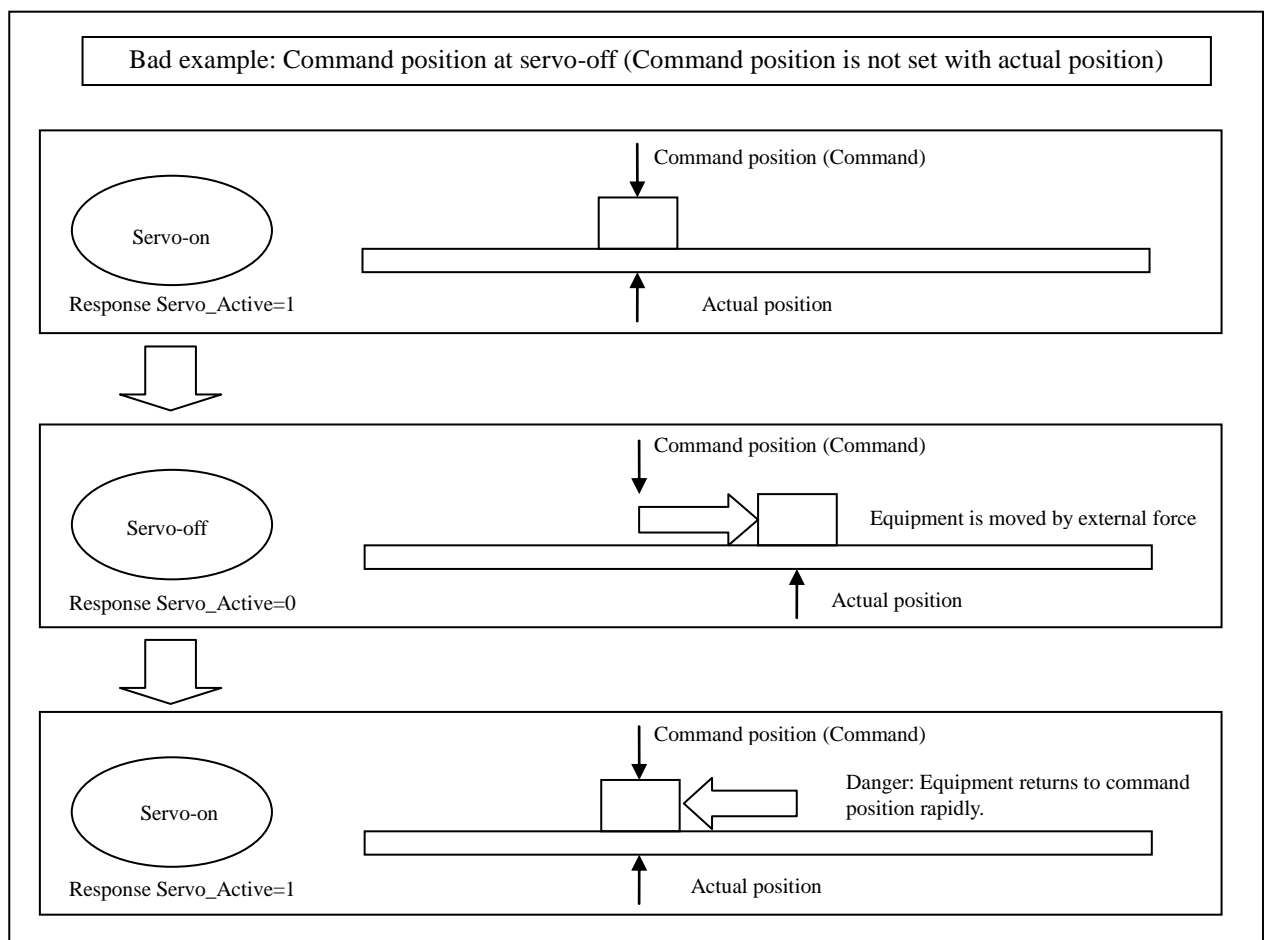 Bad example: Command position at servo-off (Command position is not set with actual position)
Command position (Command)
Servo-on
Response Servo_Active=1
Actual position
Command position (Command)
Servo-off
Equipment is moved by external force
Response Servo_Active=0
Actual position
Command position (Command)
Servo-on
Danger: Equipment returns to command
position rapidly.
Response Servo_Active=1
Actual position